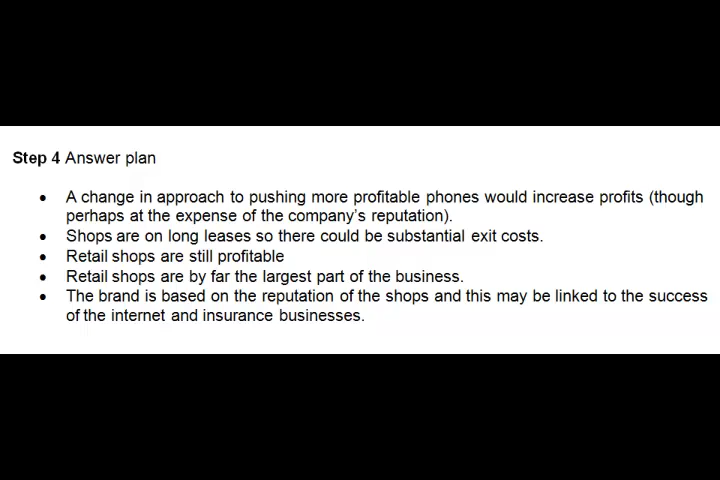 Step 4 Answer plan
• A change in approach to pushing more profitable phones would increase profits (though
perhaps at the expense of the company's reputation).
• Shops are on long leases so there could be substantial exit costs.
• Retail shops are still profitable
• Retail shops are by far the largest part of the business.
• The brand is based on the reputation of the shops and this may be linked to the success
of the internet and insurance businesses.